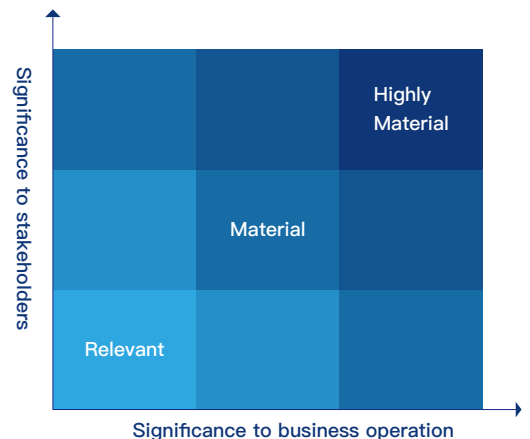 Significance to stakeholders
Highly
Material
Material
Relevant
Significance to business operation